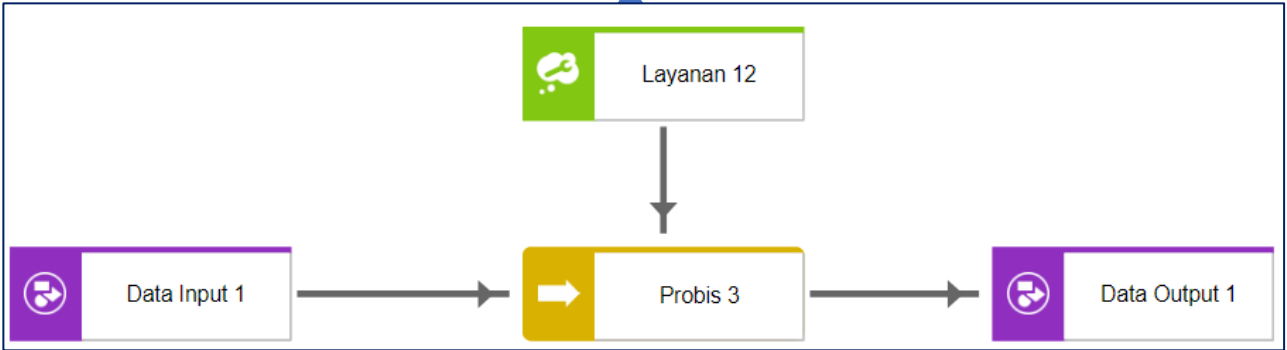 Layanan 12
Data Input 1
Probis 3
Data Output 1